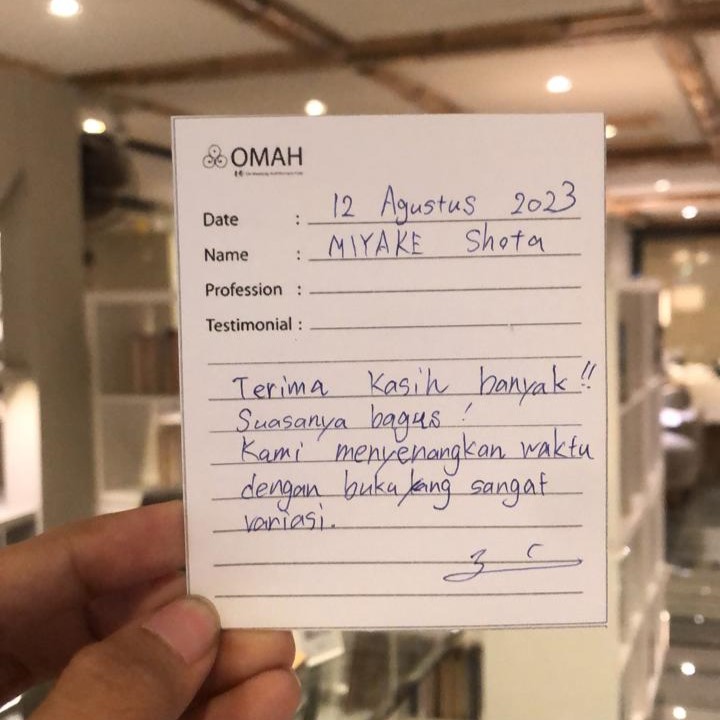 OMAH
Date : 12 Agustus 2023
Name : MIYAKE Shota
Profession :
Testimonial :
Terima Kasih banyak!!
Suasanya bagus!
Kami menyenangkan waktu
dengan buku yang sangat
variasi.